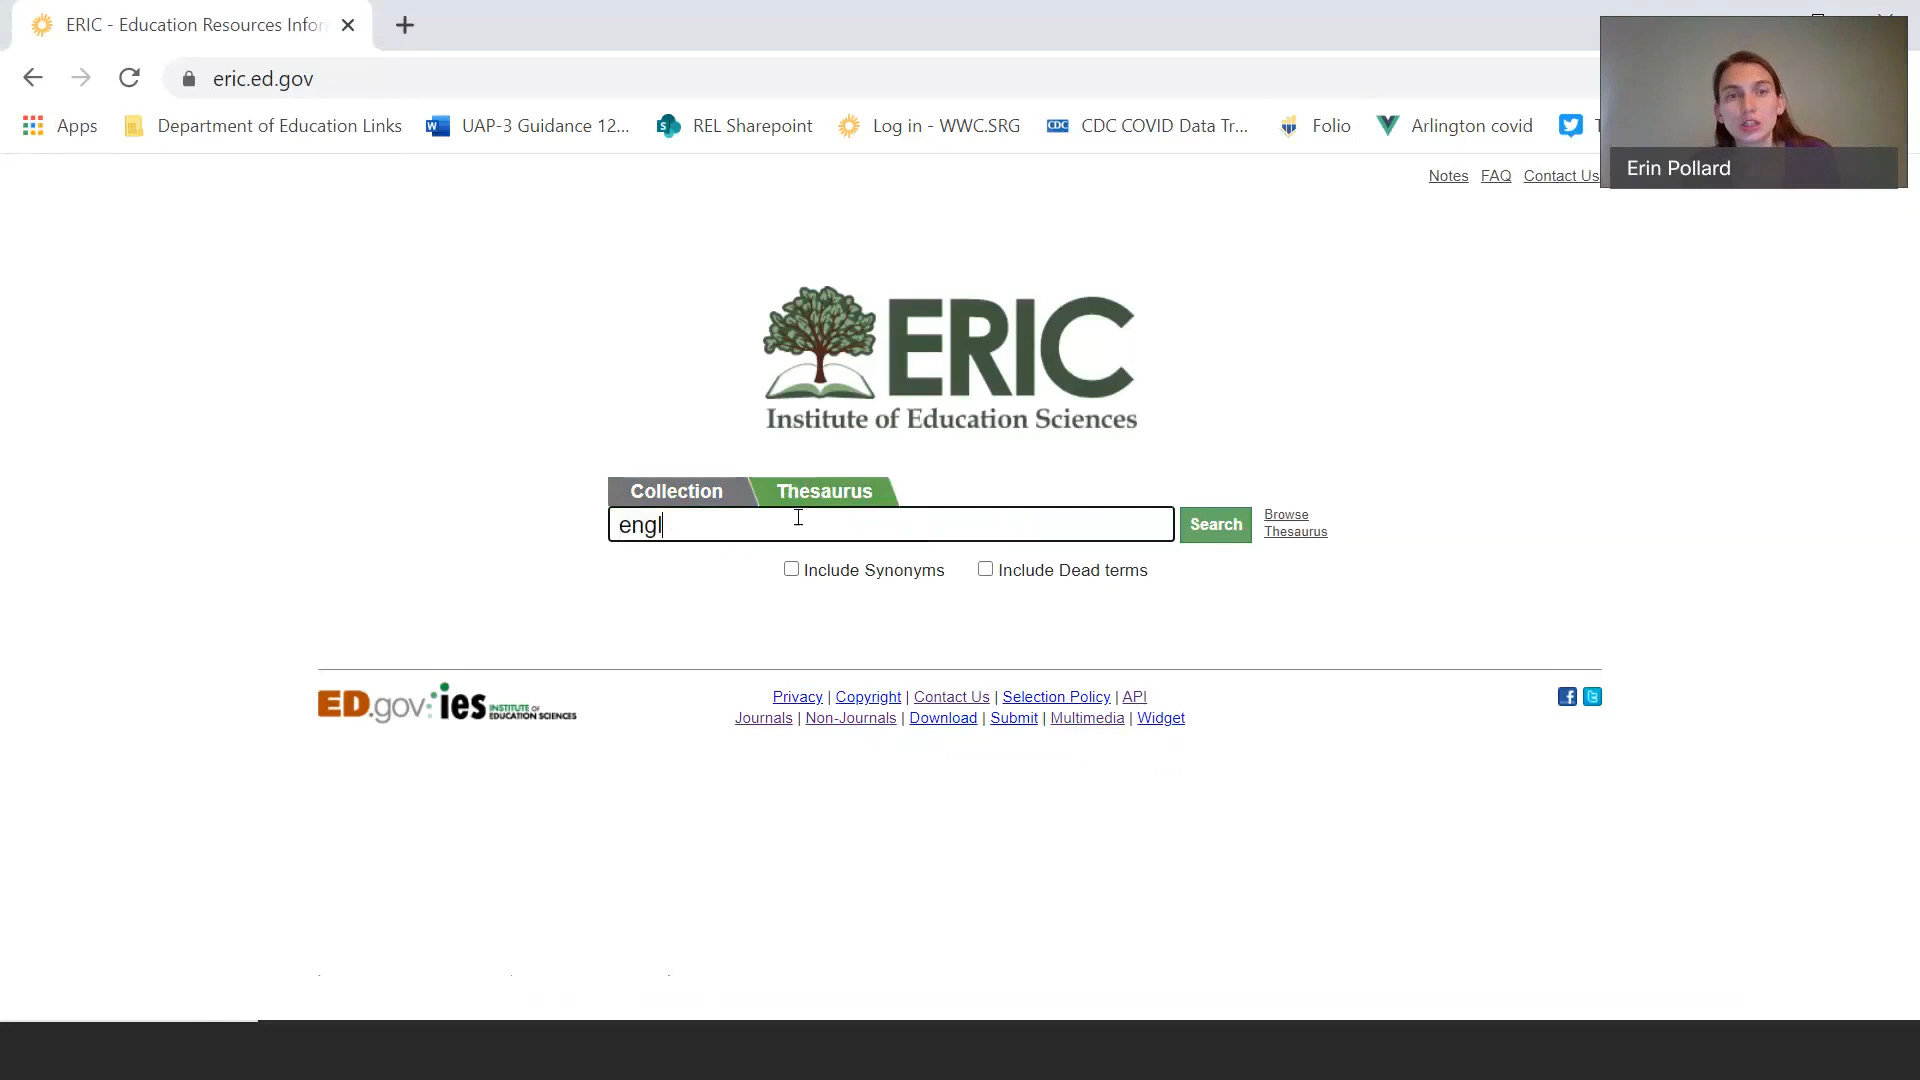 ERIC - Education Resources Infor
eric.ed.gov
Apps
Department of Education Links
UAP-3 Guidance 12...
REL Sharepoint
CDC
Log in - WWC.SRG
CDC COVID Data Tr...
Folio
Arlington covid
Erin Pollard
Notes FAQ Contact Us
ERIC
Institute of Education Sciences
Collection Thesaurus
engl
Search
Browse
Thesaurus
Include Synonyms
Include Dead terms
ED.gov ies INSTITUTE OF
EDUCATION SCIENCES
Privacy | Copyright | Contact Us | Selection Policy | API
Journals | Non-Journals | Download | Submit | Multimedia | Widget